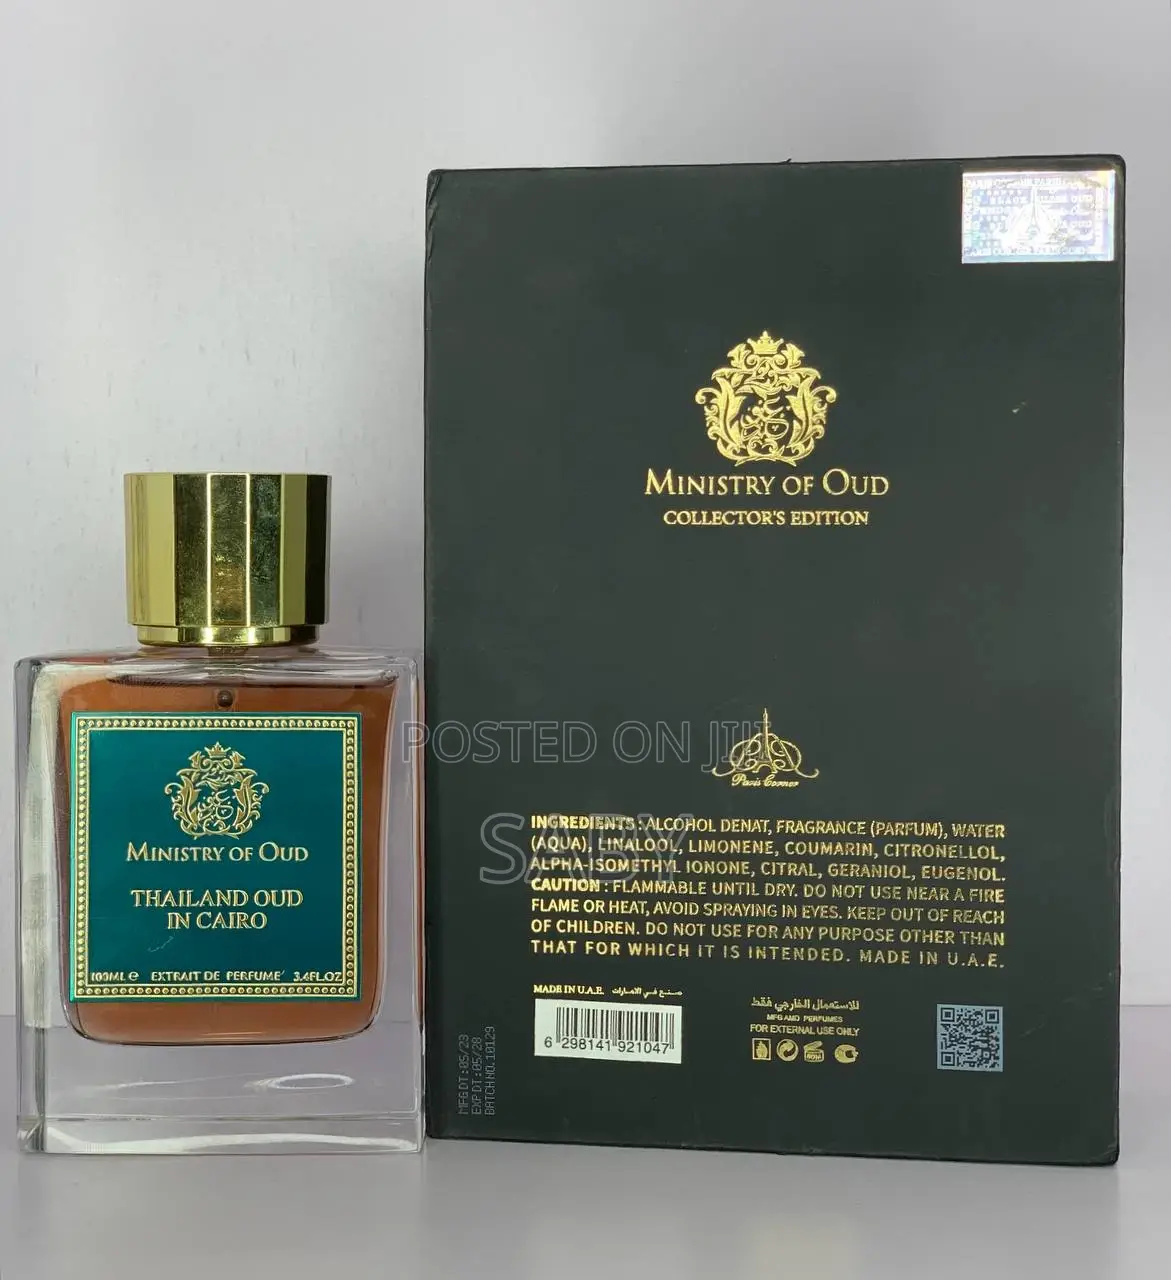 MINISTRY OF OUD
COLLECTOR'S EDITION
Paris Corner
INGREDIENTS : ALCOHOL DENAT, FRAGRANCE (PARFUM), WATER
(AQUA), LINALOOL, LIMONENE, COUMARIN, CITRONELLOL,
ALPHA-ISOMETHYL IONONE, CITRAL, GERANIOL, EUGENOL.
CAUTION : FLAMMABLE UNTIL DRY. DO NOT USE NEAR A FIRE
FLAME OR HEAT, AVOID SPRAYING IN EYES. KEEP OUT OF REACH
OF CHILDREN. DO NOT USE FOR ANY PURPOSE OTHER THAN
THAT FOR WHICH IT IS INTENDED. MADE IN U.A.E.
MADE IN U.A.E. صنع في الامارات
6 298141 921047
للاستعمال الخارجي فقط
MFG AND PERFUMES
FOR EXTERNAL USE ONLY
MFG DT: 05/23
EXP DT: 05/28
BATCH NO. 10129
MINISTRY OF OUD
THAILAND OUD
IN CAIRO
100ML e EXTRAIT DE PERFUME' 3.4FL.OZ
POSTED ON JIJI
SABY